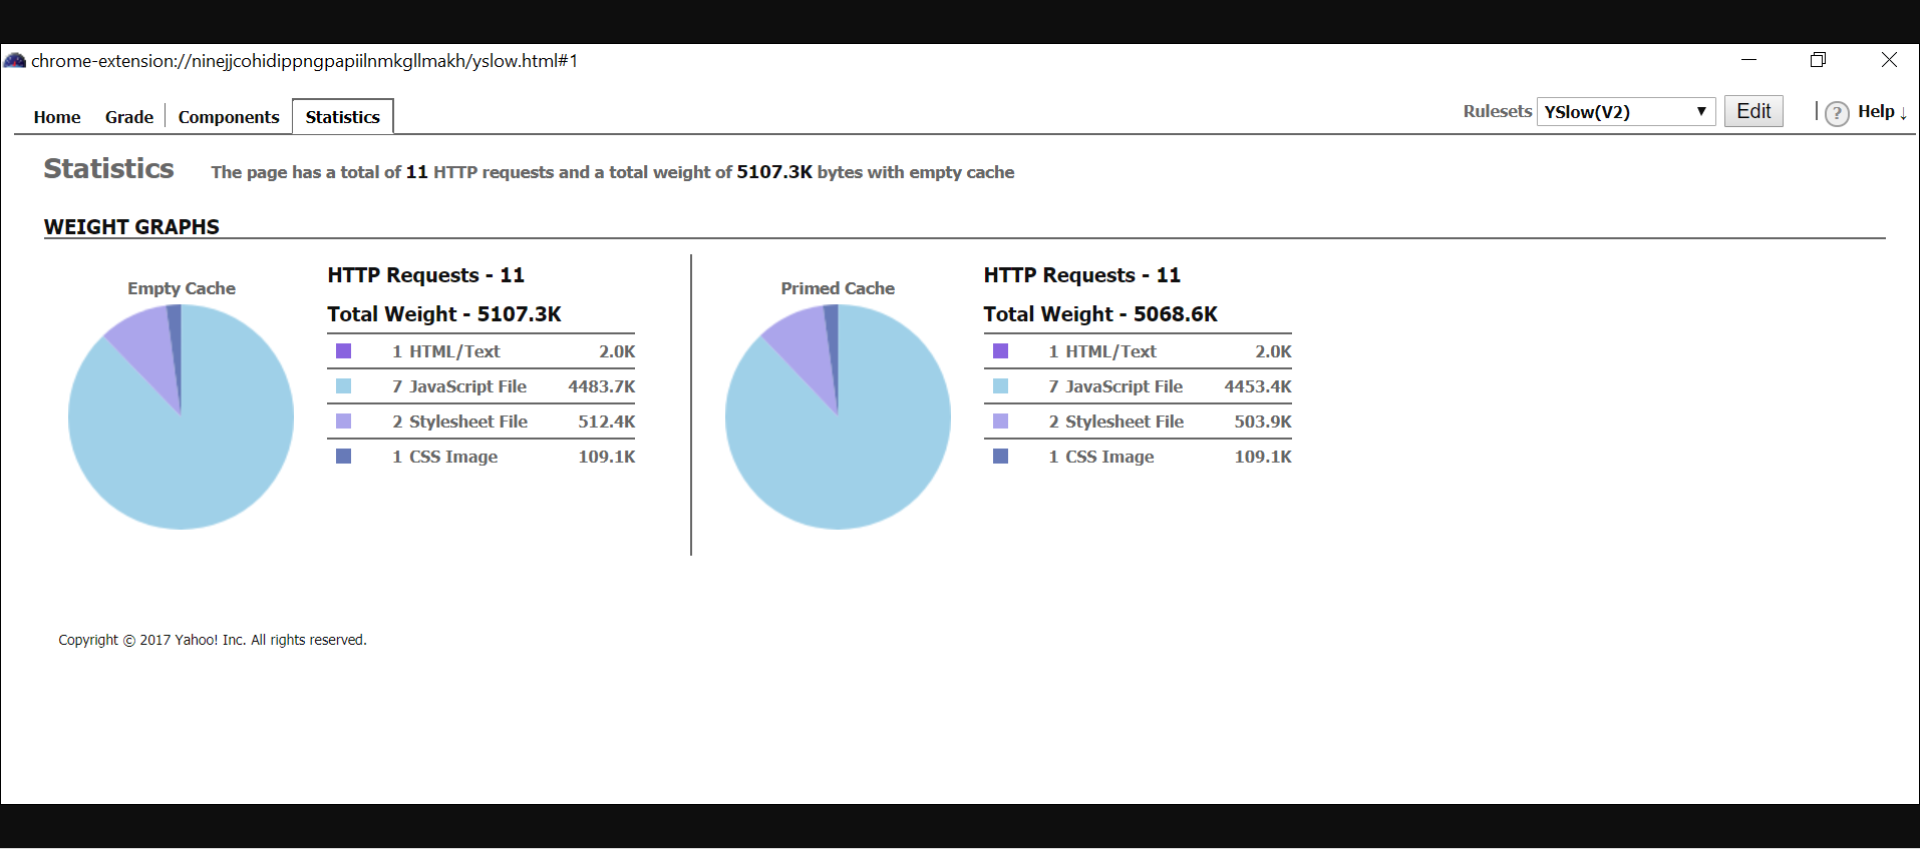 chrome-extension://ninejjcohidippngpapiilnmkgllmakh/yslow.html#1
Home Grade Components Statistics Rulesets YSlow(V2) ▼ Edit | ? Help ↓
Statistics The page has a total of 11 HTTP requests and a total weight of 5107.3K bytes with empty cache
WEIGHT GRAPHS
Empty Cache
HTTP Requests - 11
Total Weight - 5107.3K
1 HTML/Text 2.0K
7 JavaScript File 4483.7K
2 Stylesheet File 512.4K
1 CSS Image 109.1K
Primed Cache
HTTP Requests - 11
Total Weight - 5068.6K
1 HTML/Text 2.0K
7 JavaScript File 4453.4K
2 Stylesheet File 503.9K
1 CSS Image 109.1K
Copyright © 2017 Yahoo! Inc. All rights reserved.